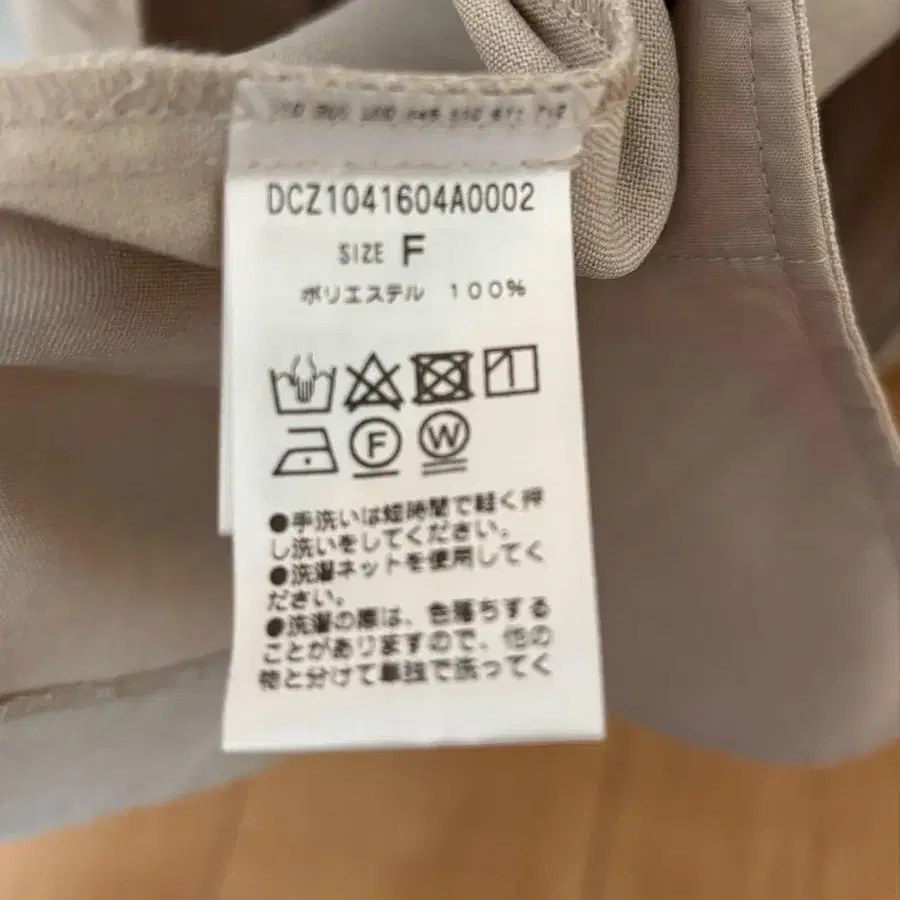 DCZ1041604A0002
SIZE F
ポリエステル 100%
F
W
●手洗いは短時間で軽く押
し洗いをしてください。
●洗濯ネットを使用してく
ださい。
●洗濯の際は、色落ちする
ことがありますので、他の
物と分けて単独で洗ってく